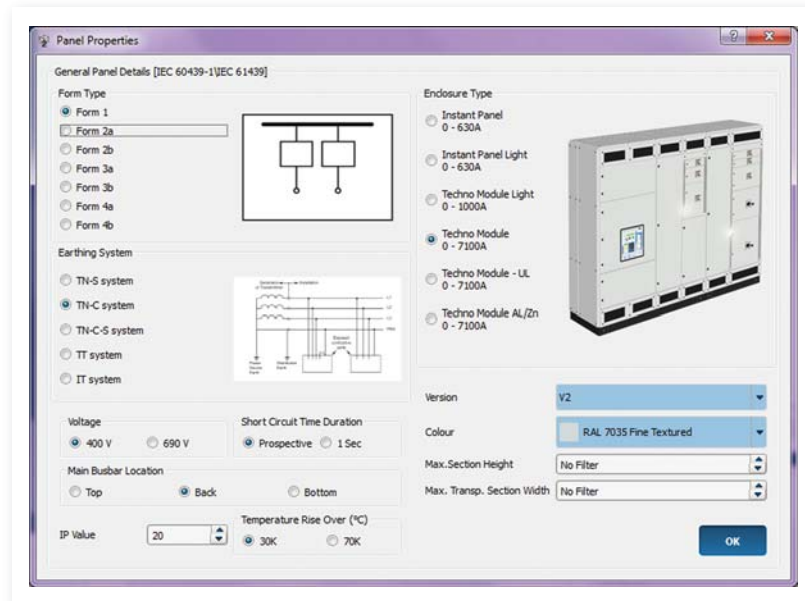 Panel Properties
General Panel Details [IEC 60439-1\IEC 61439]
Form Type
Form 1
Form 2a
Form 2b
Form 3a
Form 3b
Form 4a
Form 4b
Earthing System
TN-S system
TN-C system
TN-C-S system
TT system
IT system
Voltage
400 V
690 V
Short Circuit Time Duration
Prospective
1 Sec
Main Busbar Location
Top
Back
Bottom
IP Value
20
Temperature Rise Over (°C)
30K
70K
Enclosure Type
Instant Panel
0 - 630A
Instant Panel Light
0 - 630A
Techno Module Light
0 - 1000A
Techno Module
0 - 7100A
Techno Module - UL
0 - 7100A
Techno Module AL/Zn
0 - 7100A
Version
V2
Colour
RAL 7035 Fine Textured
Max.Section Height
No Filter
Max. Transp. Section Width
No Filter
OK